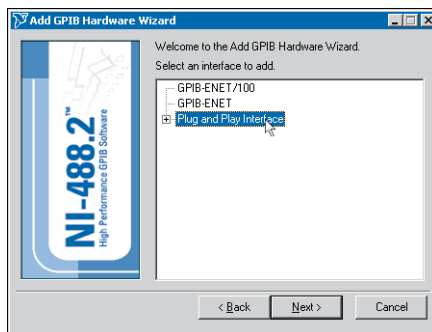 Add GPIB Hardware Wizard
NI-488.2™
High Performance GPIB Software
Welcome to the Add GPIB Hardware Wizard.
Select an interface to add.
GPIB-ENET/100
GPIB-ENET
Plug and Play Interface
< Back
Next >
Cancel